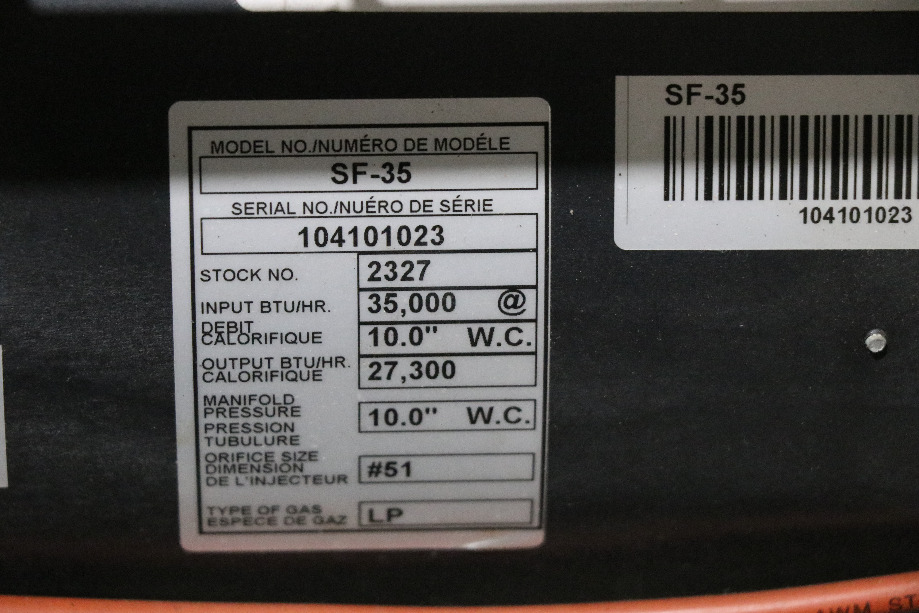 MODEL NO./NUMÉRO DE MODÉLE
SF-35
SERIAL NO./NUÉRO DE SÉRIE
104101023
STOCK NO. 2327
INPUT BTU/HR. 35,000 @
DEBIT
CALORIFIQUE 10.0" W.C.
OUTPUT BTU/HR. 27,300
CALORIFIQUE
MANIFOLD
PRESSURE 10.0" W.C.
PRESSION
TUBULURE
ORIFICE SIZE
DIMENSION #51
DE L'INJECTEUR
TYPE OF GAS LP
ESPECE DE GAZ
SF-35
104101023